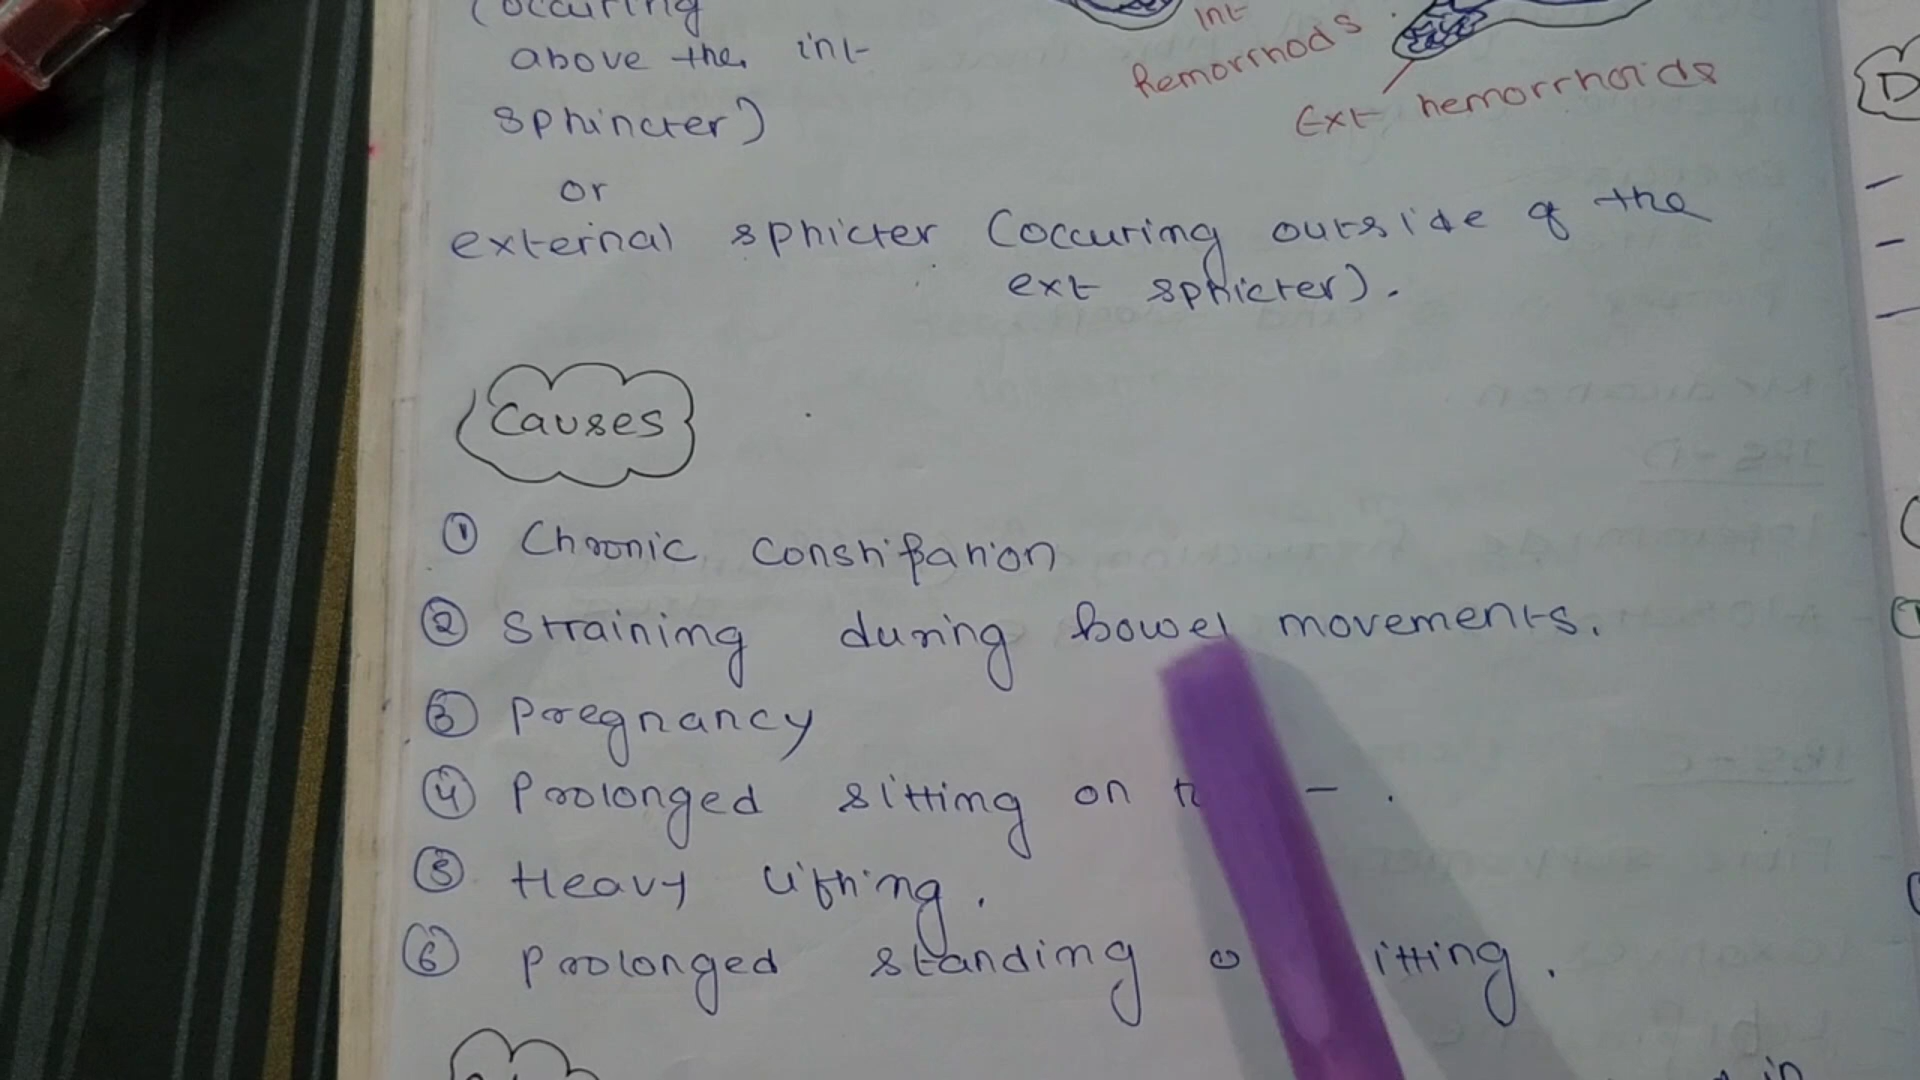 (occuring
above the int
sphincter)
or
external sphicter (occuring outside of the
ext sphicter).
int
Hemorrhods
Ext hemorrhoids
Causes
① Chronic constipation
② Straining during bowel movements.
③ Pregnancy
④ Prolonged sitting on
⑤ Heavy lifting.
⑥ Prolonged standing
D
in